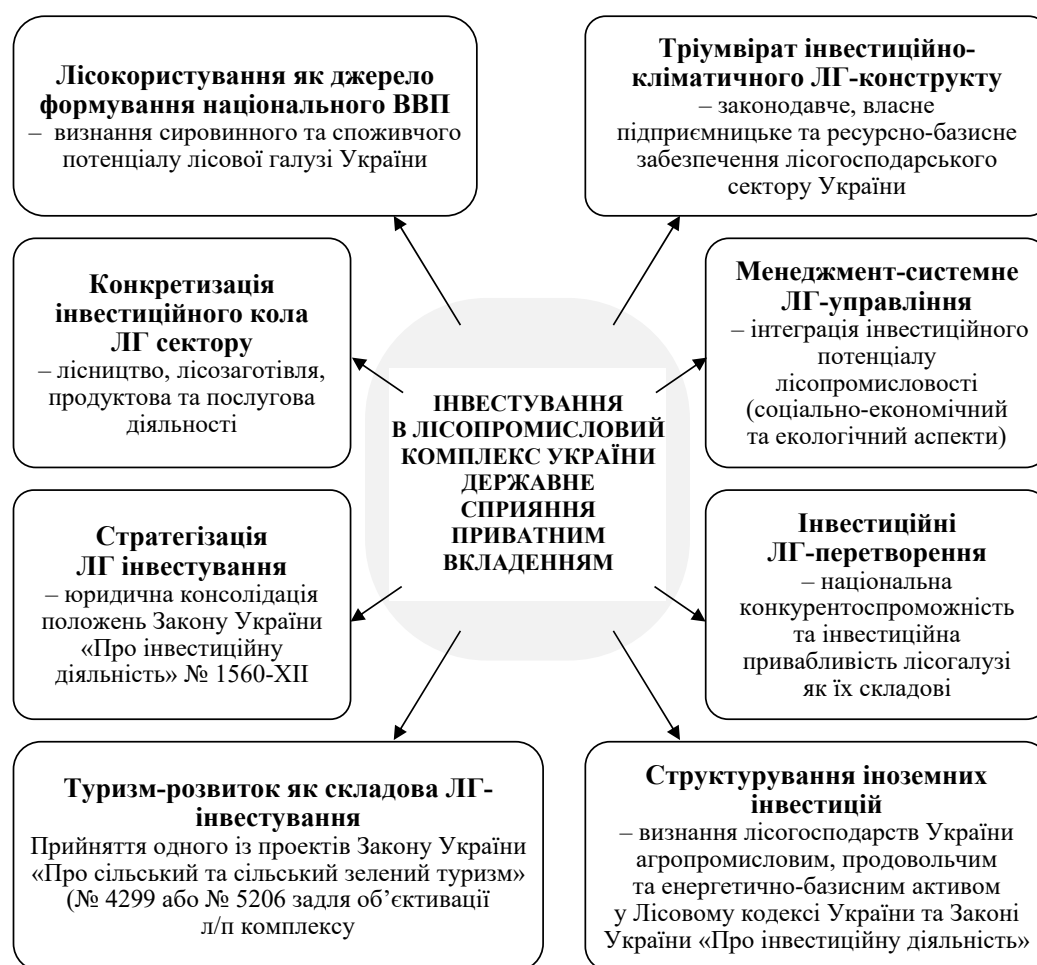 Лісокористування як джерело
формування національного ВВП
– визнання сировинного та споживчого
потенціалу лісової галузі України
Тріумвірат інвестиційно-
кліматичного ЛГ-конструкту
– законодавче, власне
підприємницьке та ресурсно-базисне
забезпечення лісогосподарського
сектору України
Конкретизація
інвестиційного кола
ЛГ сектору
– лісництво, лісозаготівля,
продуктова та послугова
діяльності
Менеджмент-системне
ЛГ-управління
– інтеграція інвестиційного
потенціалу
лісопромисловості
(соціально-економічний
та екологічний аспекти)
ІНВЕСТУВАННЯ
В ЛІСОПРОМИСЛОВИЙ
КОМПЛЕКС УКРАЇНИ
ДЕРЖАВНЕ
СПРИЯННЯ
ПРИВАТНИМ
ВКЛАДЕННЯМ
Стратегізація
ЛГ інвестування
– юридична консолідація
положень Закону України
«Про інвестиційну
діяльність» № 1560-XII
Інвестиційні
ЛГ-перетворення
– національна
конкурентоспроможність
та інвестиційна
привабливість лісогалузі
як їх складові
Туризм-розвиток як складова ЛГ-
інвестування
Прийняття одного із проектів Закону України
«Про сільський та сільський зелений туризм»
(№ 4299 або № 5206 задля об’єктивації
л/п комплексу
Структурування іноземних
інвестицій
– визнання лісогосподарств України
агропромисловим, продовольчим
та енергетично-базисним активом
у Лісовому кодексі України та Законі
України «Про інвестиційну діяльність»